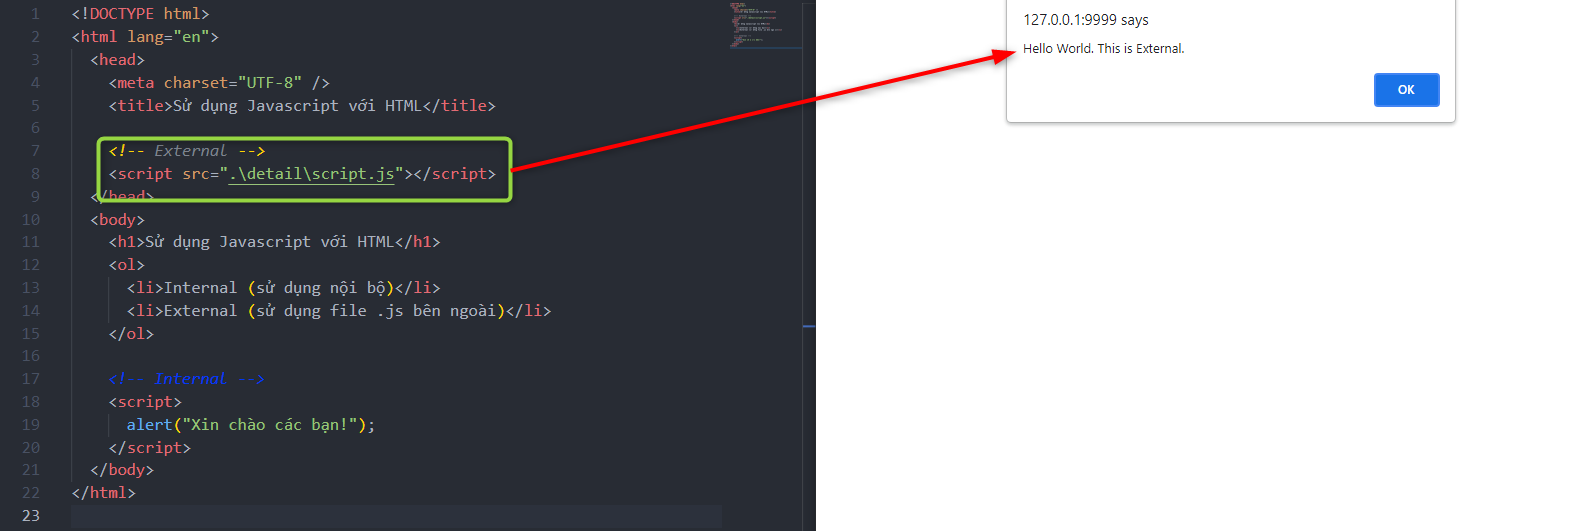 1 <!DOCTYPE html>
2 <html lang="en">
3 <head>
4 <meta charset="UTF-8" />
5 <title>Sử dụng Javascript với HTML</title>
6
7 <!-- External -->
8 <script src=".\detail\script.js"></script>
9 </head>
10 <body>
11 <h1>Sử dụng Javascript với HTML</h1>
12 <ol>
13 <li>Internal (sử dụng nội bộ)</li>
14 <li>External (sử dụng file .js bên ngoài)</li>
15 </ol>
16
17 <!-- Internal -->
18 <script>
19 alert("Xin chào các bạn!");
20 </script>
21 </body>
22 </html>
23
127.0.0.1:9999 says
Hello World. This is External.
OK